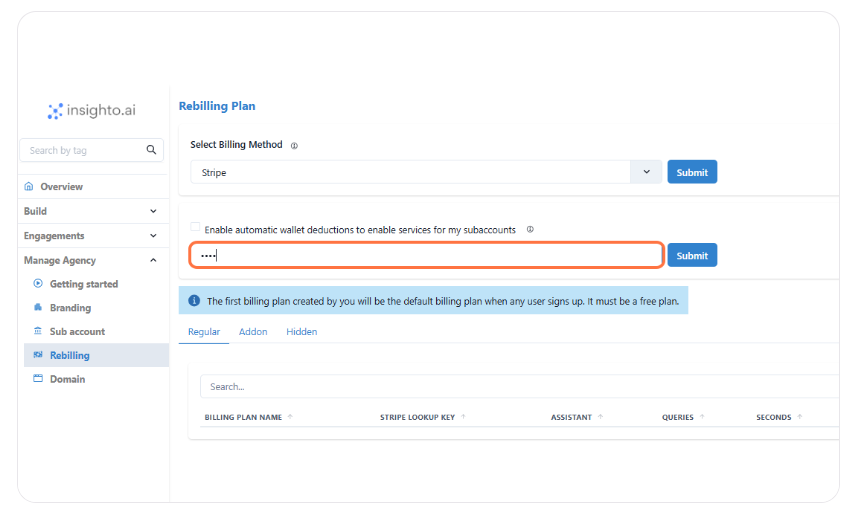 insighto.ai
Search by tag
Overview
Build
Engagements
Manage Agency
Getting started
Branding
Sub account
Rebilling
Domain
Rebilling Plan
Select Billing Method
Stripe
Submit
Enable automatic wallet deductions to enable services for my subaccounts
••••
Submit
The first billing plan created by you will be the default billing plan when any user signs up. It must be a free plan.
Regular Addon Hidden
Search...
BILLING PLAN NAME STRIPE LOOKUP KEY ASSISTANT QUERIES SECONDS